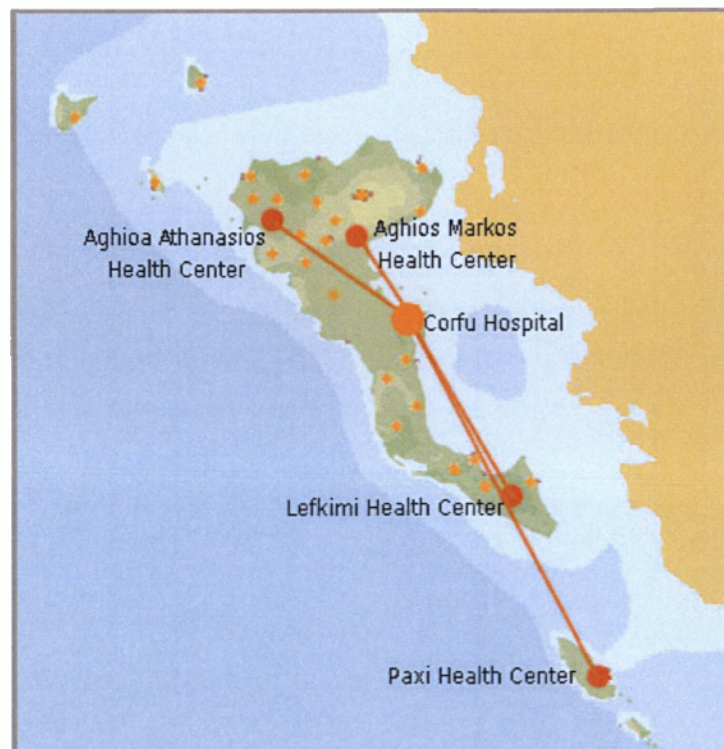 Aghioa Athanasios
Health Center
Aghios Markos
Health Center
Corfu Hospital
Lefkimi Health Center
Paxi Health Center